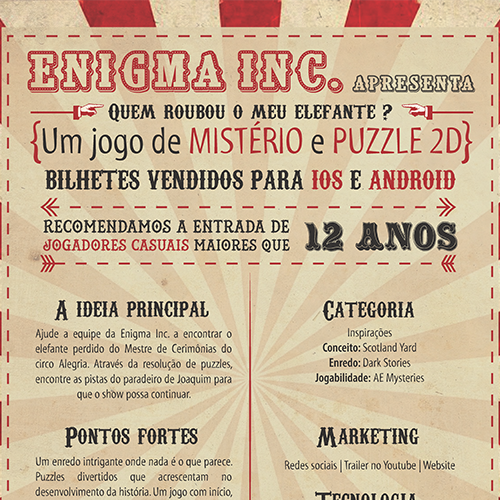 ENIGMA INC. APRESENTA
QUEM ROUBOU O MEU ELEFANTE?
{Um jogo de MISTÉRIO e PUZZLE 2D}
BILHETES VENDIDOS PARA IOS E ANDROID
RECOMENDAMOS A ENTRADA DE
JOGADORES CASUAIS MAIORES QUE
12 ANOS
A IDEIA PRINCIPAL
Ajude a equipe da Enigma Inc. a encontrar o
elefante perdido do Mestre de Cerimônias do
circo Alegria. Através da resolução de puzzles,
encontre as pistas do paradeiro de Joaquim para
que o show possa continuar.
PONTOS FORTES
Um enredo intrigante onde nada é o que parece.
Puzzles divertidos que acrescentam no
desenvolvimento da história. Um jogo com início,
CATEGORIA
Inspirações
Conceito: Scotland Yard
Enredo: Dark Stories
Jogabilidade: AE Mysteries
MARKETING
Redes sociais | Trailer no Youtube | Website
TECNOLOGIA